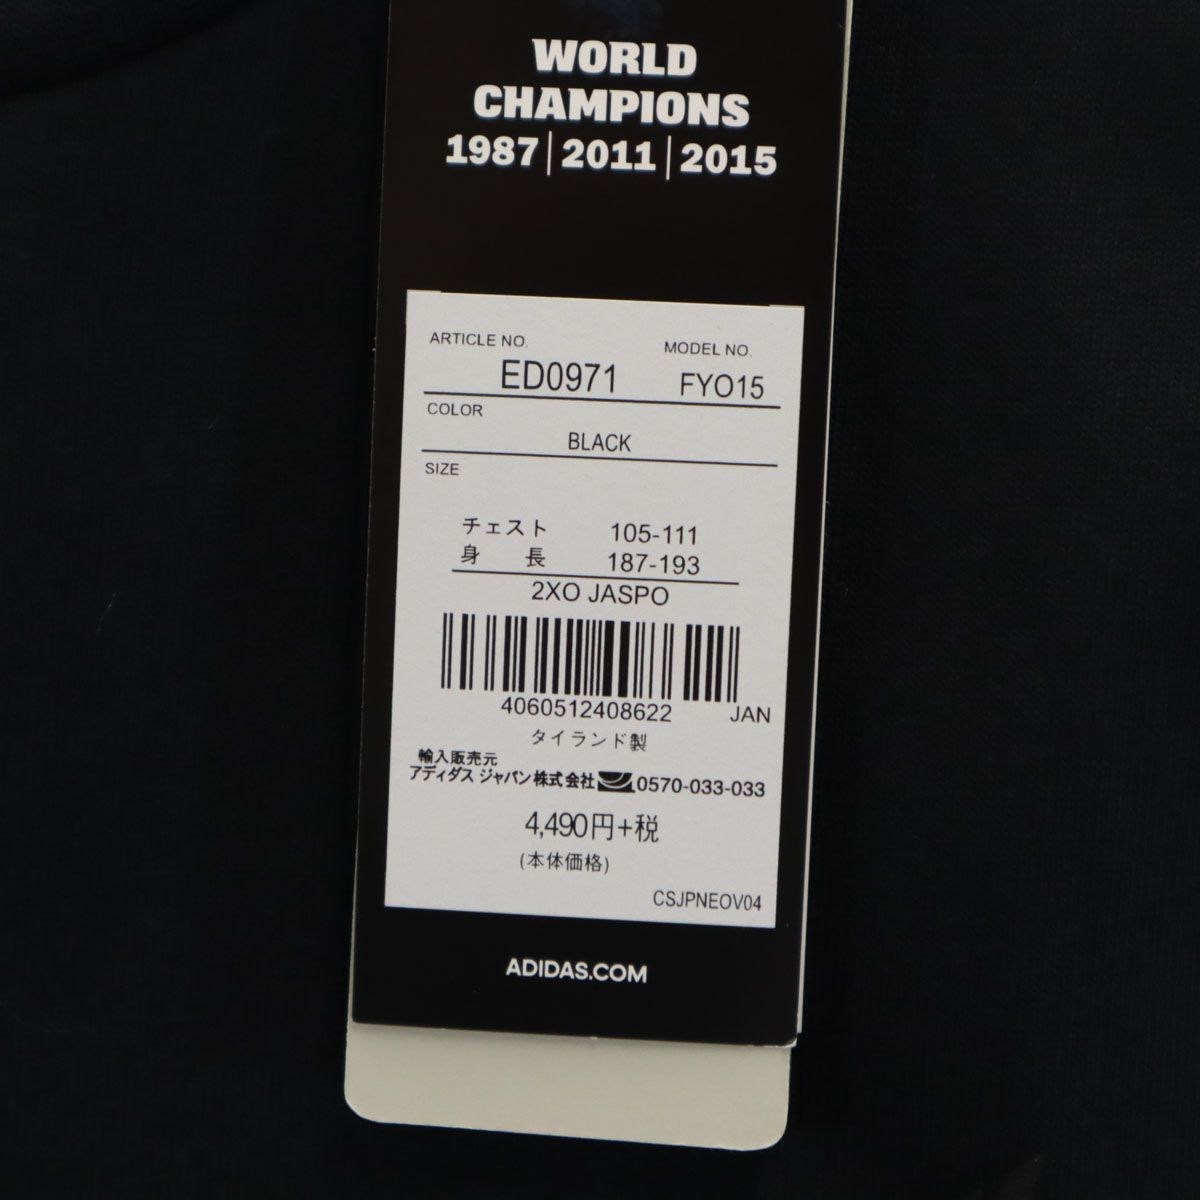 WORLD
CHAMPIONS
1987|2011|2015
ARTICLE NO. MODEL NO.
ED0971 FYO15
COLOR
BLACK
SIZE
チェスト 105-111
身 長 187-193
2XO JASPO
4060512408622 JAN
タイランド製
輸入販売元
アディダス ジャパン株式会社 0570-033-033
4,490円+税
(本体価格)
CSJPNEOV04
ADIDAS.COM